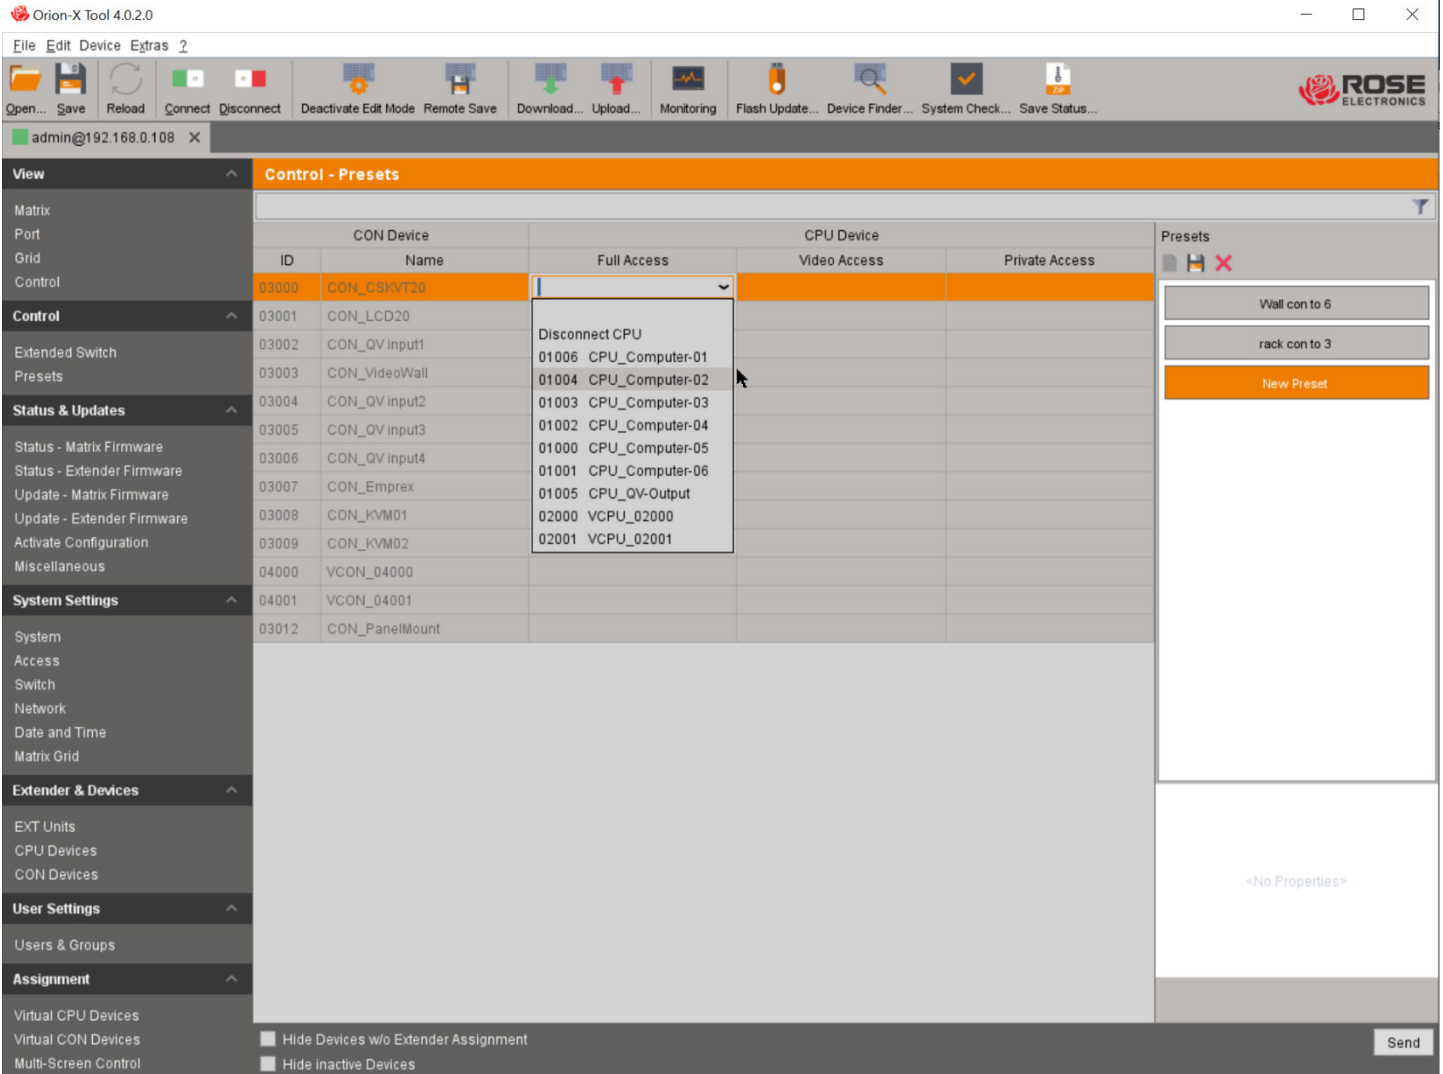 Orion-X Tool 4.0.2.0
File Edit Device Extras ?
Open... Save Reload Connect Disconnect Deactivate Edit Mode Remote Save Download... Upload... Monitoring Flash Update... Device Finder... System Check... ZIP Save Status... ROSE ELECTRONICS
admin@192.168.0.108
View
Matrix
Port
Grid
Control
Control
Extended Switch
Presets
Status & Updates
Status - Matrix Firmware
Status - Extender Firmware
Update - Matrix Firmware
Update - Extender Firmware
Activate Configuration
Miscellaneous
System Settings
System
Access
Switch
Network
Date and Time
Matrix Grid
Extender & Devices
EXT Units
CPU Devices
CON Devices
User Settings
Users & Groups
Assignment
Virtual CPU Devices
Virtual CON Devices
Multi-Screen Control
Control - Presets
CON Device CPU Device
ID Name Full Access Video Access Private Access
03000 CON_CSKVT20
03001 CON_LCD20
03002 CON_QV input1
03003 CON_VideoWall
03004 CON_QV input2
03005 CON_QV input3
03006 CON_QV input4
03007 CON_Emprex
03008 CON_KVM01
03009 CON_KVM02
04000 VCON_04000
04001 VCON_04001
03012 CON_PanelMount
Disconnect CPU
01006 CPU_Computer-01
01004 CPU_Computer-02
01003 CPU_Computer-03
01002 CPU_Computer-04
01000 CPU_Computer-05
01001 CPU_Computer-06
01005 CPU_QV-Output
02000 VCPU_02000
02001 VCPU_02001
Presets
Wall con to 6
rack con to 3
New Preset
<No Properties>
Hide Devices w/o Extender Assignment
Hide inactive Devices
Send